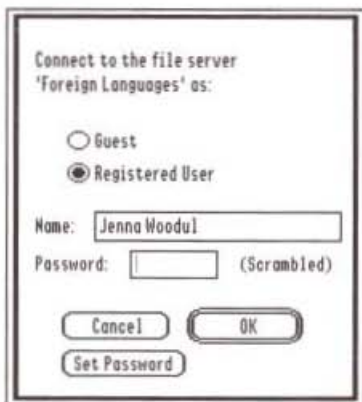 Connect to the file server
'Foreign Languages' as:
Guest
Registered User
Name: Jenna Woodul
Password: (Scrambled)
Cancel OK
Set Password